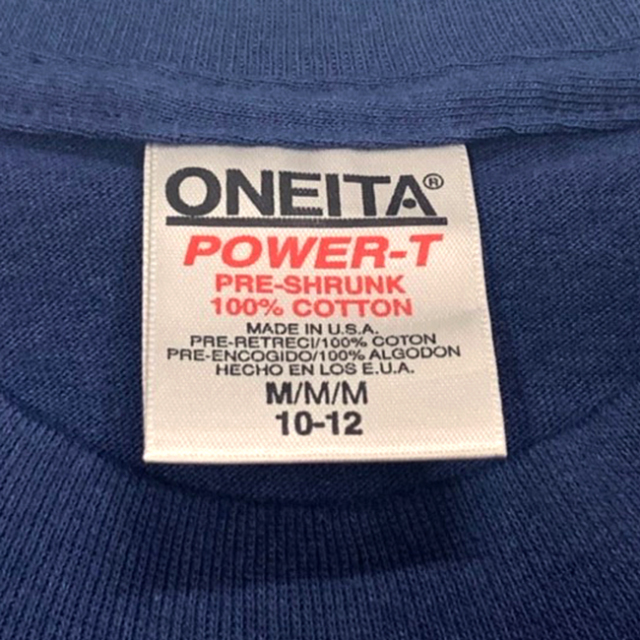 ONEITA®
POWER-T
PRE-SHRUNK
100% COTTON
MADE IN U.S.A.
PRE-RETRECI/100% COTON
PRE-ENCOGIDO/100% ALGODON
HECHO EN LOS E.U.A.
M/M/M
10-12